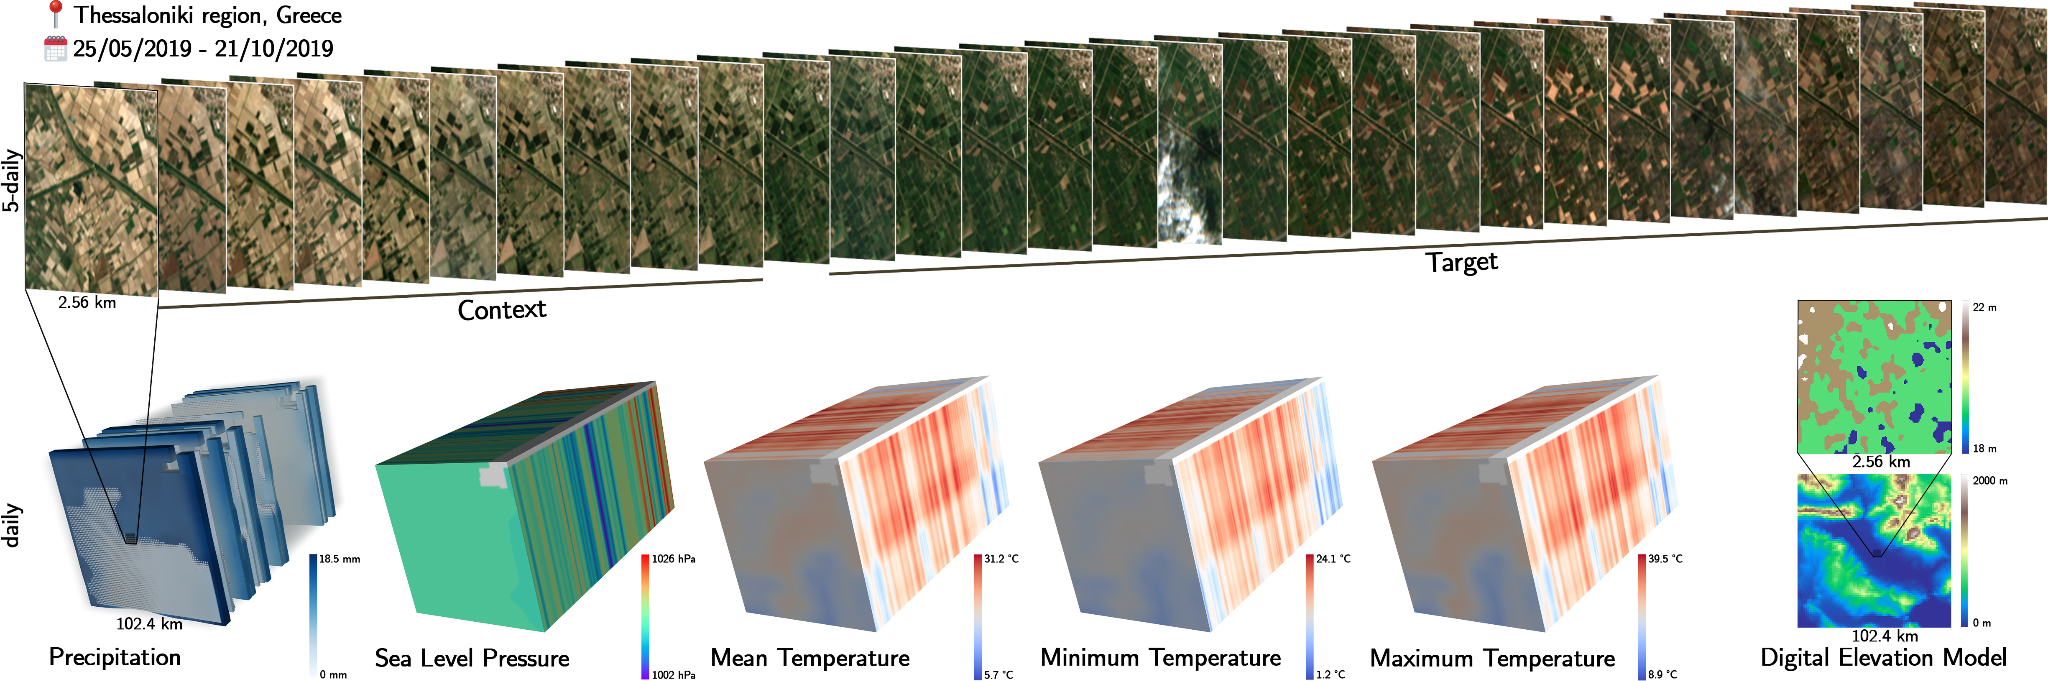 Thessaloniki region, Greece
25/05/2019 - 21/10/2019
5-daily
2.56 km
Context
Target
daily
102.4 km
Precipitation
18.5 mm
0 mm
Sea Level Pressure
1026 hPa
1002 hPa
Mean Temperature
31.2 °C
5.7 °C
Minimum Temperature
24.1 °C
1.2 °C
Maximum Temperature
39.5 °C
8.9 °C
22 m
18 m
2.56 km
2000 m
0 m
102.4 km
Digital Elevation Model